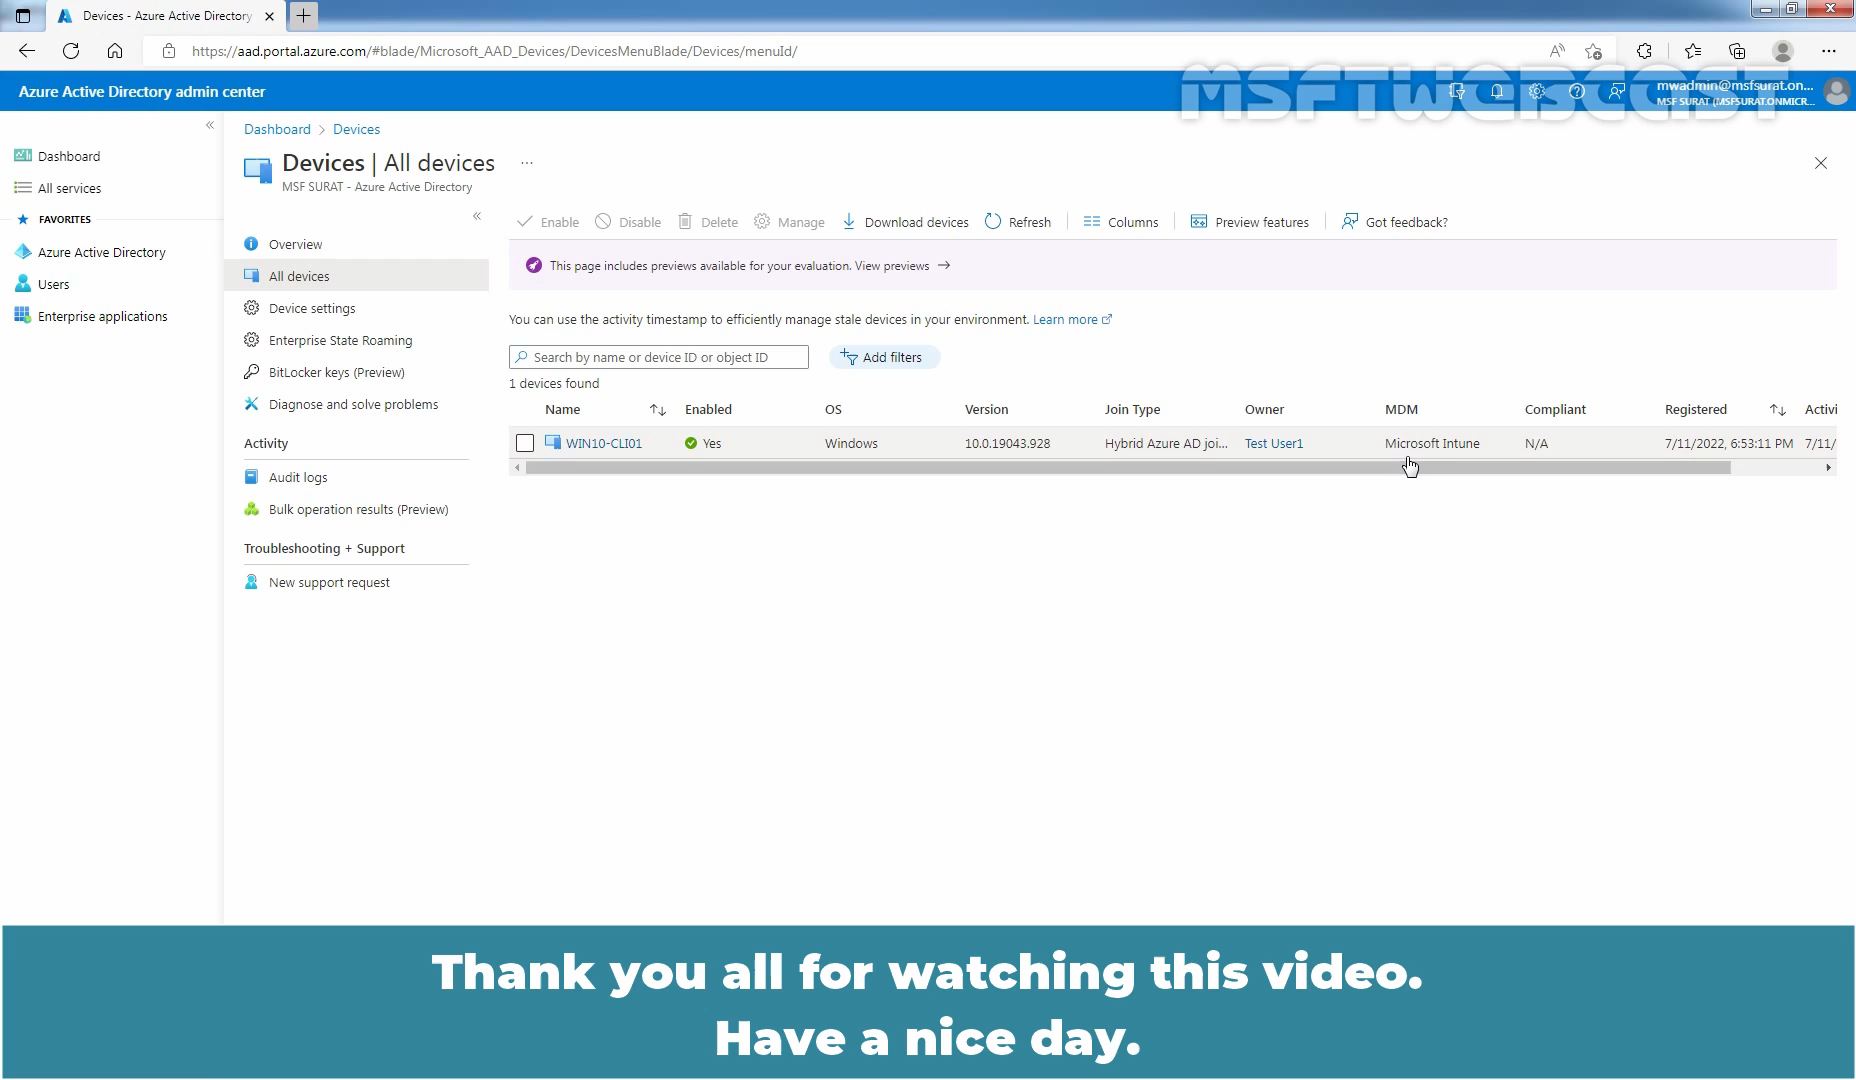 Devices - Azure Active Directory
https://aad.portal.azure.com/#blade/Microsoft_AAD_Devices/DevicesMenuBlade/Devices/menuId/
MSFTWEBCAST
Azure Active Directory admin center
mwadmin@msfsurat.on...
MSF SURAT (MSFSURAT.ONMICR...
Dashboard
All services
FAVORITES
Azure Active Directory
Users
Enterprise applications
Dashboard > Devices
Devices | All devices ...
MSF SURAT - Azure Active Directory
Overview
All devices
Device settings
Enterprise State Roaming
BitLocker keys (Preview)
Diagnose and solve problems
Activity
Audit logs
Bulk operation results (Preview)
Troubleshooting + Support
New support request
Enable Disable Delete Manage Download devices Refresh Columns Preview features Got feedback?
This page includes previews available for your evaluation. View previews →
You can use the activity timestamp to efficiently manage stale devices in your environment. Learn more
Search by name or device ID or object ID Add filters
1 devices found
Name Enabled OS Version Join Type Owner MDM Compliant Registered Activi
WIN10-CLI01 Yes Windows 10.0.19043.928 Hybrid Azure AD joi... Test User1 Microsoft Intune N/A 7/11/2022, 6:53:11 PM 7/11/
Thank you all for watching this video.
Have a nice day.